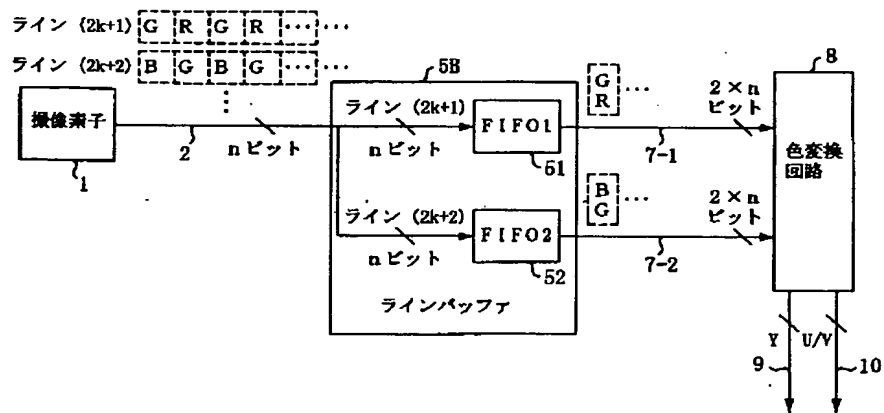 ライン (2k+1) G R G R ……
ライン (2k+2) B G B G ……
5B
8
撮像素子
1
2
nビット
ライン (2k+1)
nビット
FIFO1
51
G
R
…
7-1
2×n
ビット
ライン (2k+2)
nビット
FIFO2
52
B
G
…
7-2
2×n
ビット
色変換
回路
ラインバッファ
Y
U/V
9
10